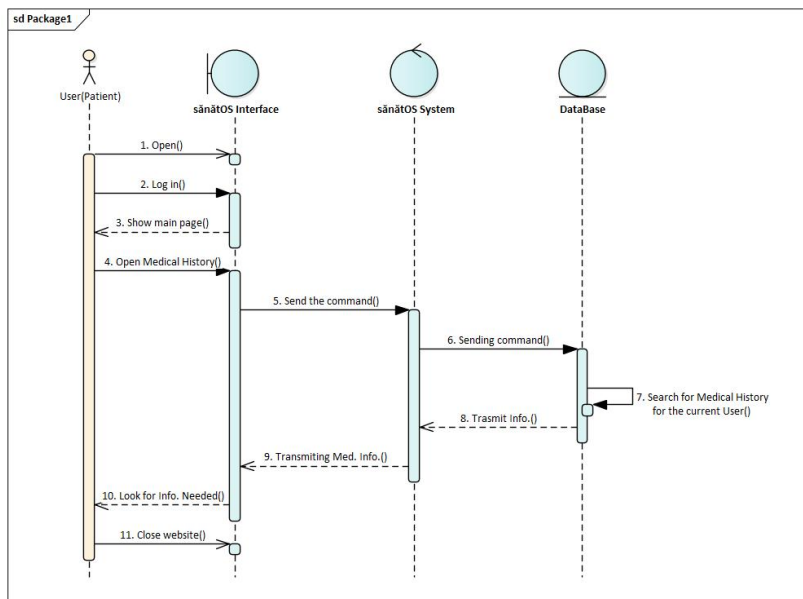 sd Package1
User(Patient)
sănătOS Interface
sănătOS System
DataBase
1. Open()
2. Log in()
3. Show main page()
4. Open Medical History()
5. Send the command()
6. Sending command()
7. Search for Medical History
for the current User()
8. Trasmit Info.()
9. Transmiting Med. Info.()
10. Look for Info. Needed()
11. Close website()